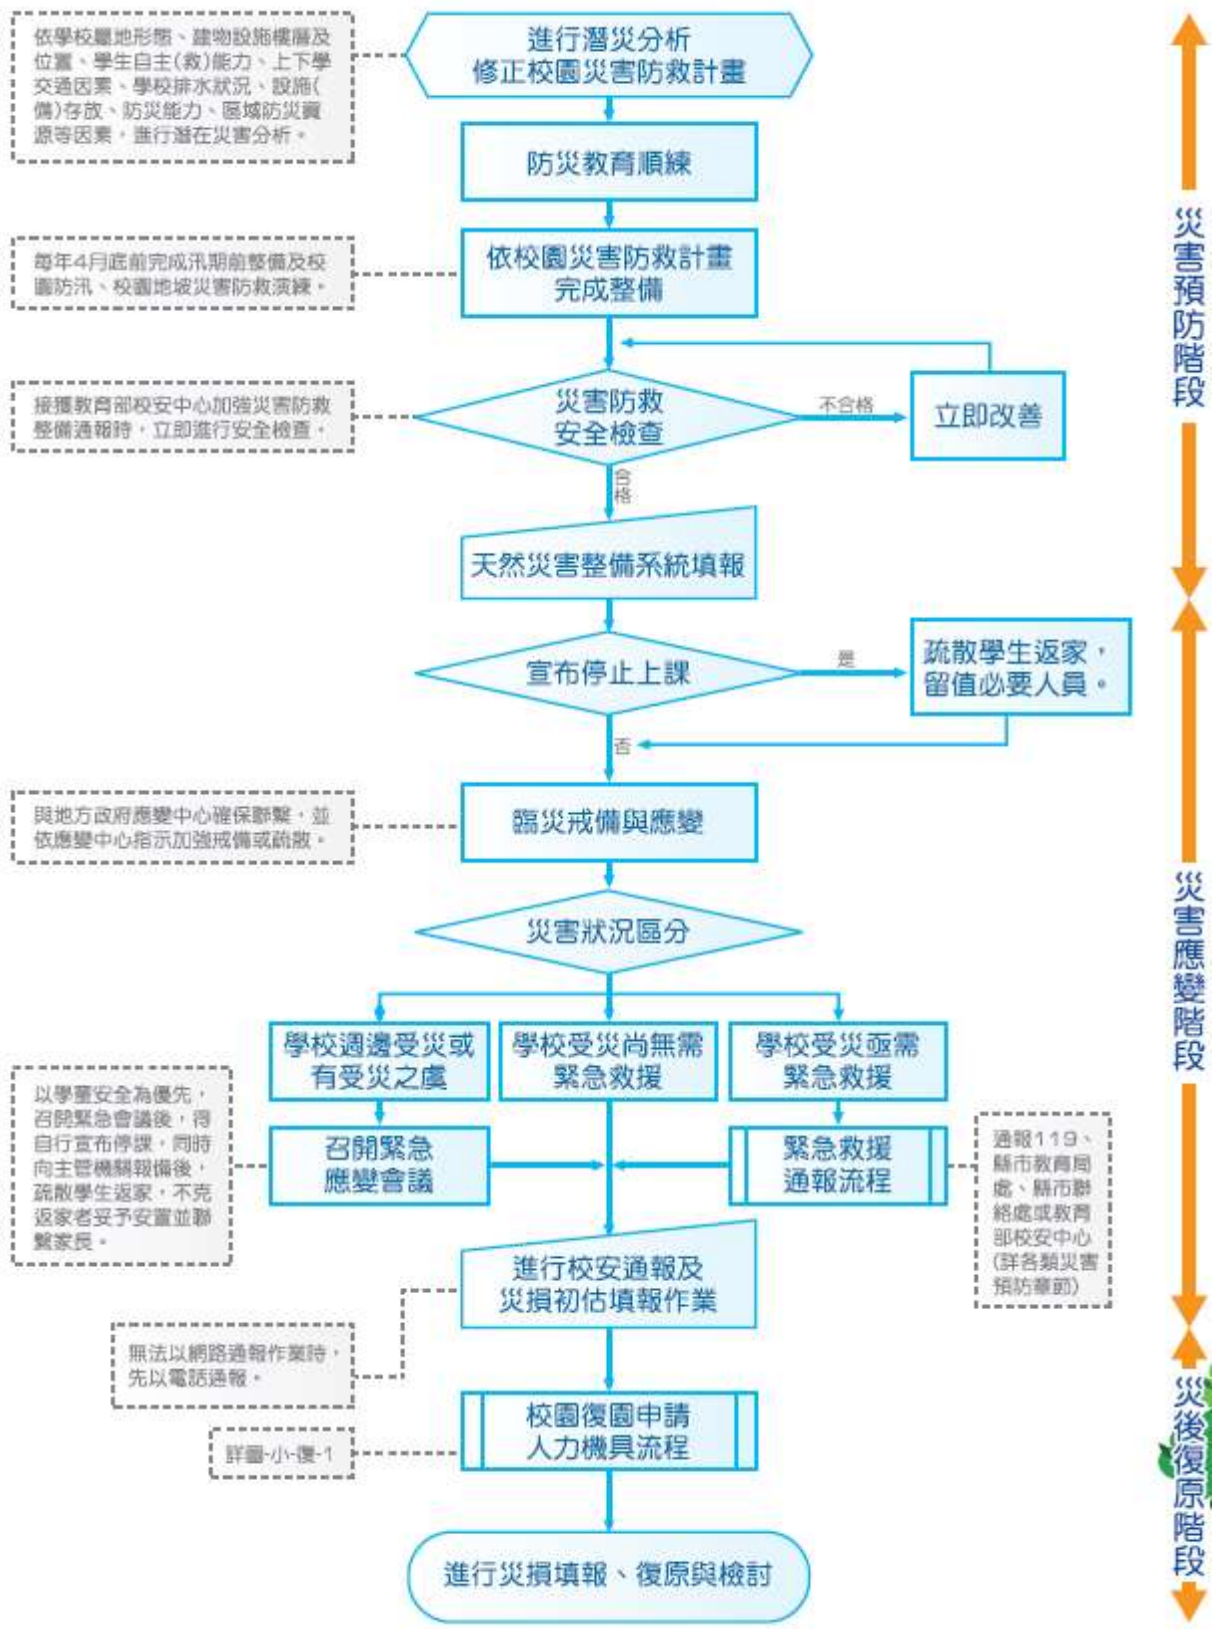 依學校屬地形態、建物設施樓層及
位置、學生自主(救)能力、上下學
交通因素、學校排水狀況、設施(
備)存放、防災能力、區域防災資
源等因素，進行潛在災害分析。
進行潛災分析
修正校園災害防救計畫
防災教育順練
每年4月底前完成汛期前整備及校
園防汛、校園地坡災害防救演練。
依校園災害防救計畫
完成整備
接獲教育部校安中心加強災害防救
整備通報時，立即進行安全檢查。
災害防救
安全檢查
不合格
立即改善
合格
天然災害整備系統填報
災害預防階段
宣布停止上課
是
疏散學生返家，
留值必要人員。
否
與地方政府應變中心確保聯繫，並
依應變中心指示加強戒備或疏散。
臨災戒備與應變
災害狀況區分
學校週邊受災或
有受災之虞
學校受災尚無需
緊急救援
學校受災亟需
緊急救援
以學童安全為優先，
召開緊急會議後，得
自行宣布停課，同時
向主管機關報備後，
疏散學生返家，不克
返家者妥予安置並聯
繫家長。
召開緊急
應變會議
緊急救援
通報流程
通報119、
縣市教育局
處、縣市聯
絡處或教育
部校安中心
(詳各類災害
預防章節)
災害應變階段
進行校安通報及
災損初估填報作業
無法以網路通報作業時，
先以電話通報。
校園復園申請
人力機具流程
詳圖-小-復-1
進行災損填報、復原與檢討
災後復原階段